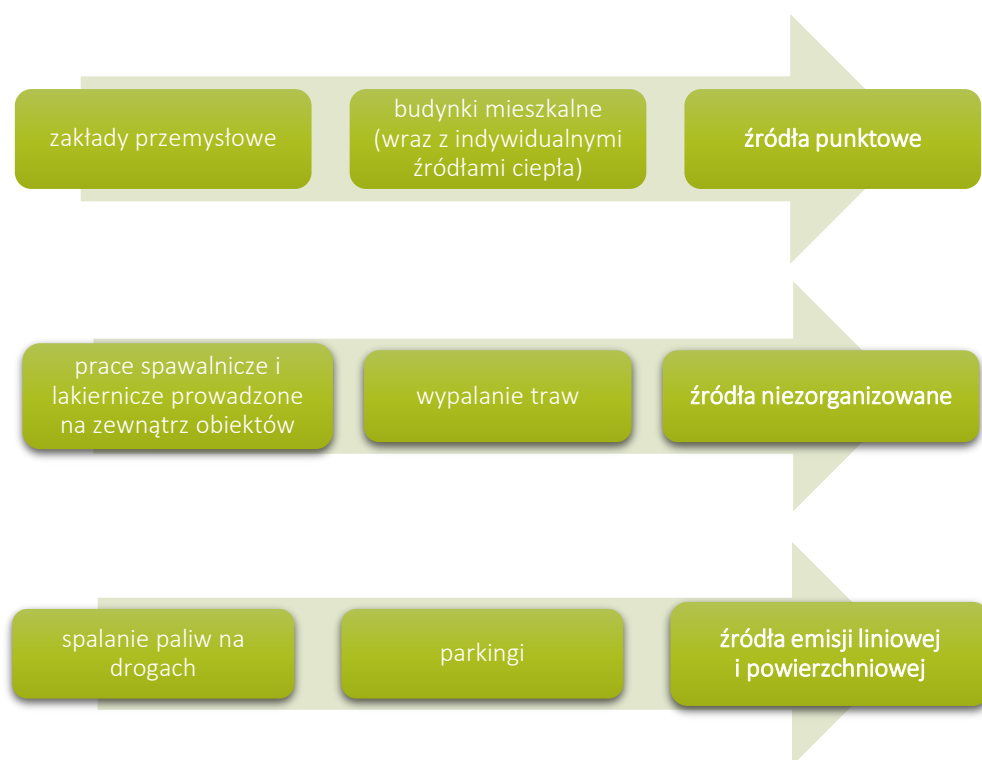 zakłady przemysłowe
budynki mieszkalne
(wraz z indywidualnymi
źródłami ciepła)
źródła punktowe
prace spawalnicze i
lakiernicze prowadzone
na zewnątrz obiektów
wypalanie traw
źródła niezorganizowane
spalanie paliw na
drogach
parkingi
źródła emisji liniowej
i powierzchniowej